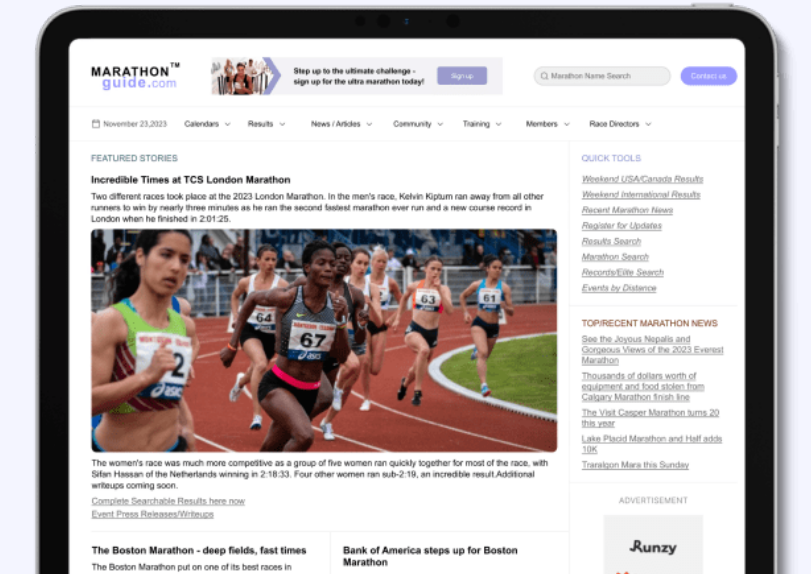 MARATHON™
guide.com
Step up to the ultimate challenge -
sign up for the ultra marathon today!
Sign up
Marathon Name Search
Contact us
November 23,2023
Calendars
Results
News / Articles
Community
Training
Members
Race Directors
FEATURED STORIES
Incredible Times at TCS London Marathon
Two different races took place at the 2023 London Marathon. In the men's race, Kelvin Kiptum ran away from all other
runners to win by nearly three minutes as he ran the second fastest marathon ever run and a new course record in
London when he finished in 2:01:25.
64
67
asics
63
61
2
asics
The women's race was much more competitive as a group of five women ran quickly together for most of the race, with
Sifan Hassan of the Netherlands winning in 2:18:33. Four other women ran sub-2:19, an incredible result.Additional
writeups coming soon.
Complete Searchable Results here now
Event Press Releases/Writeups
The Boston Marathon - deep fields, fast times
The Boston Marathon put on one of its best races in
Bank of America steps up for Boston
Marathon
QUICK TOOLS
Weekend USA/Canada Results
Weekend International Results
Recent Marathon News
Register for Updates
Results Search
Marathon Search
Records/Elite Search
Events by Distance
TOP/RECENT MARATHON NEWS
See the Joyous Nepalis and
Gorgeous Views of the 2023 Everest
Marathon
Thousands of dollars worth of
equipment and food stolen from
Calgary Marathon finish line
The Visit Casper Marathon turns 20
this year
Lake Placid Marathon and Half adds
10K
Traralgon Mara this Sunday
ADVERTISEMENT
Runzy